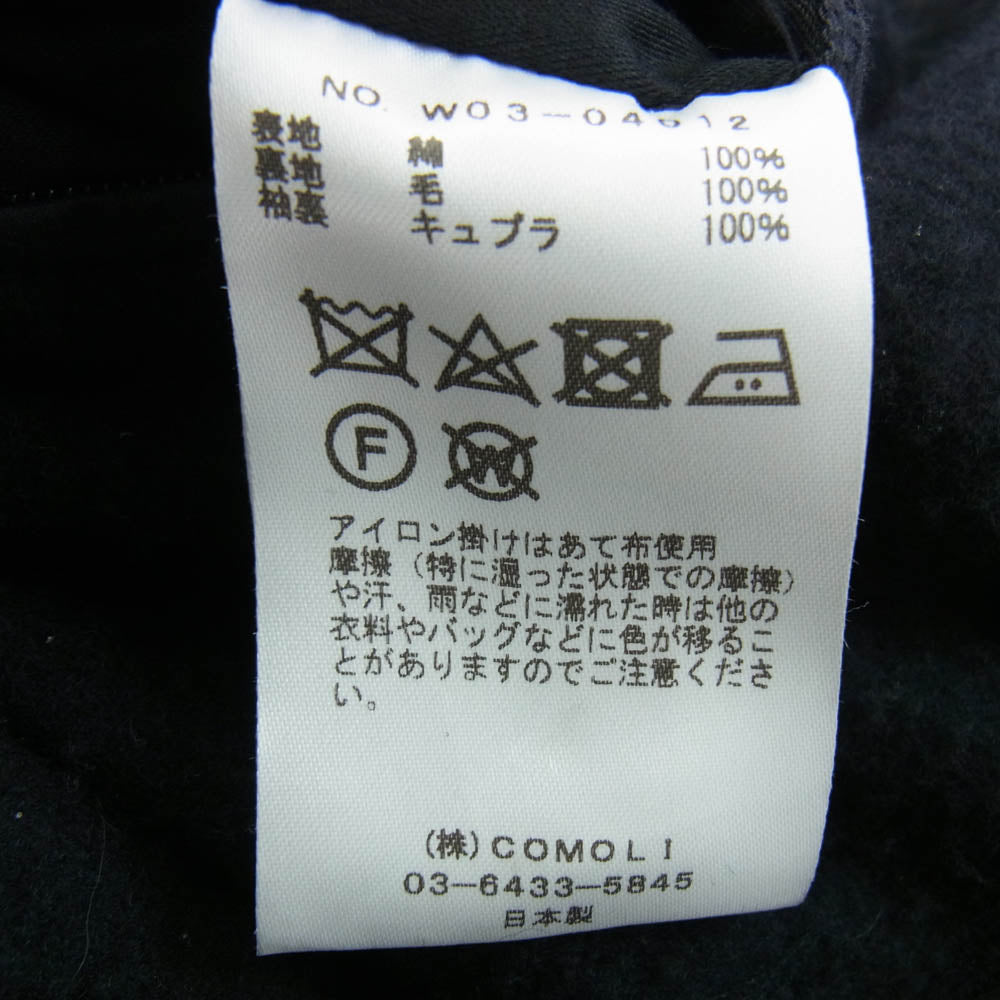 NO. W03-04012
表地 綿 100%
裏地 毛 100%
袖裏 キュプラ 100%
F
W
アイロン掛けはあて布使用
摩擦(特に湿った状態での摩擦)
や汗、雨などに濡れた時は他の
衣料やバッグなどに色が移るこ
とがありますのでご注意くださ
い。
(株)COMOLI
03-6433-5845
日本製